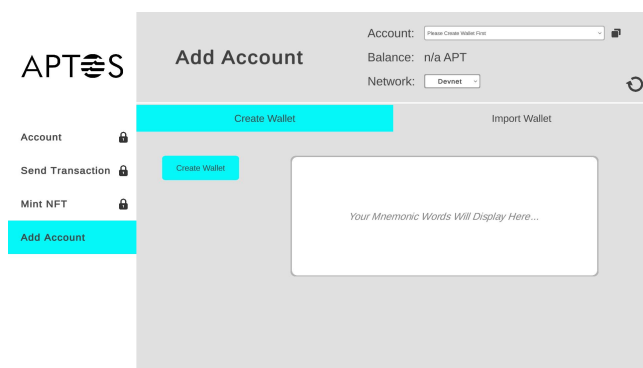 APTOS
Add Account
Account:
Please Create Wallet First
Balance:
n/a APT
Network:
Devnet
Create Wallet
Import Wallet
Account
Send Transaction
Mint NFT
Add Account
Create Wallet
Your Mnemonic Words Will Display Here...